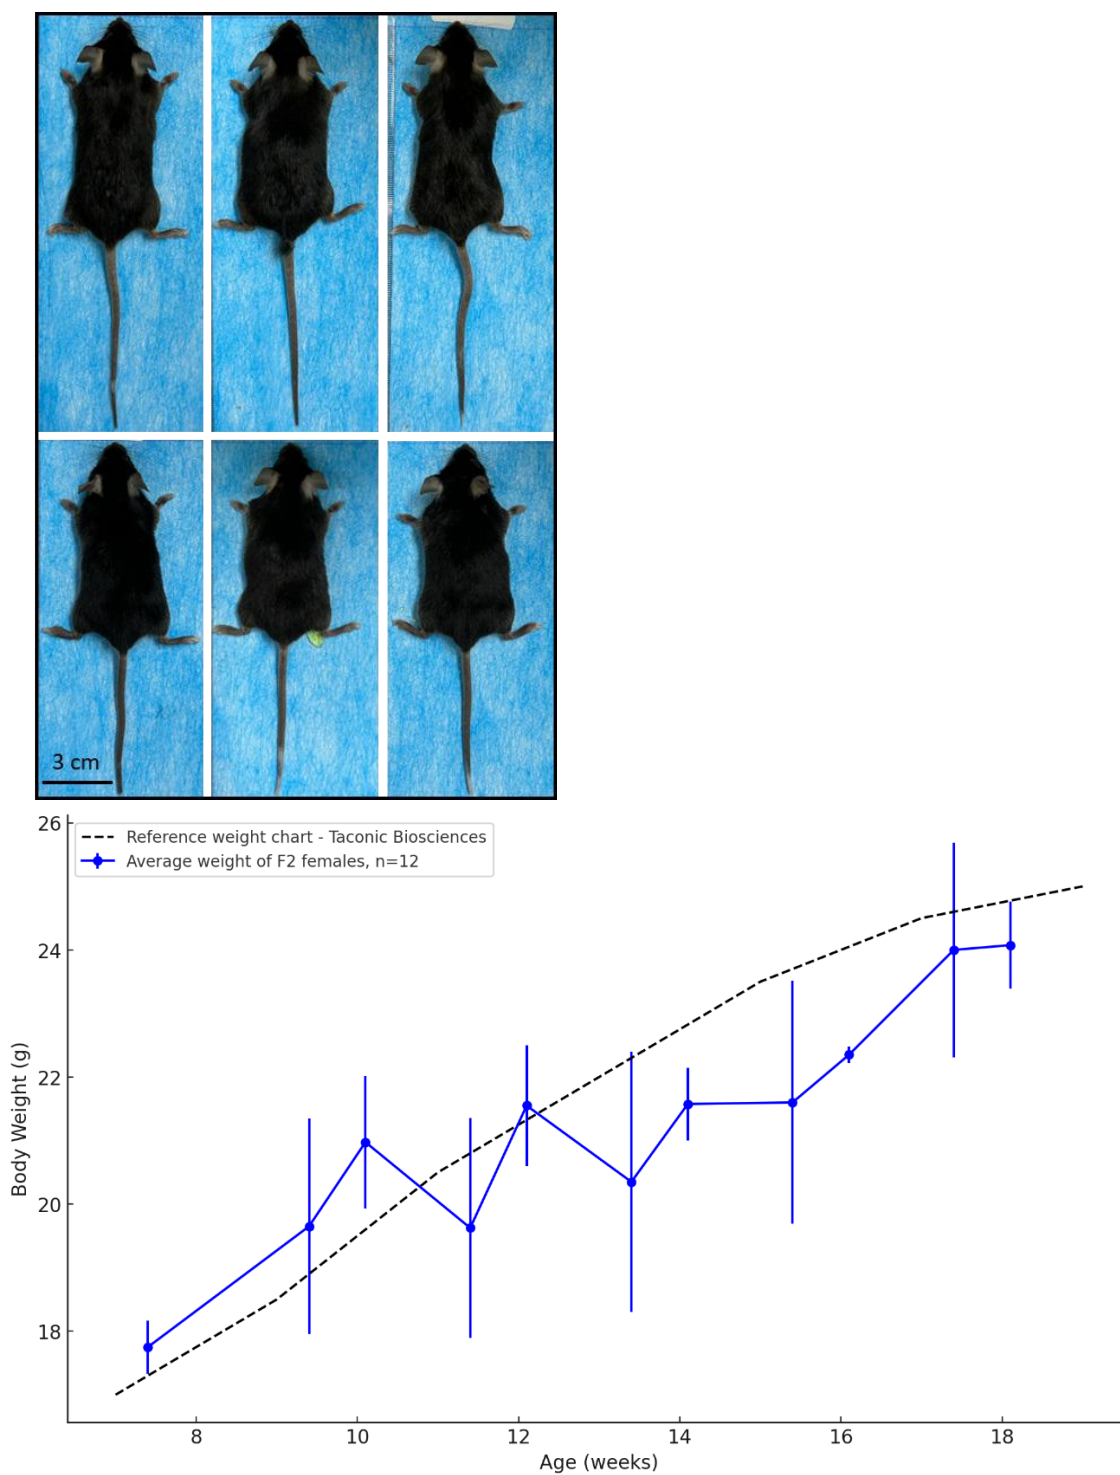 3 cm
26
Reference weight chart - Taconic Biosciences
Average weight of F2 females, n=12
24
22
20
18
Body Weight (g)
8 10 12 14 16 18
Age (weeks)